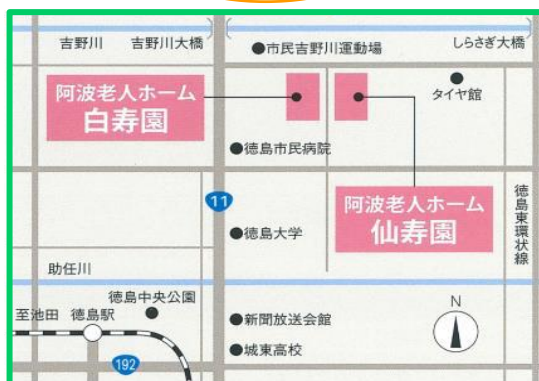 吉野川
吉野川大橋
●市民吉野川運動場
しらさぎ大橋
阿波老人ホーム
白寿園
タイヤ館
●徳島市民病院
11
阿波老人ホーム
仙寿園
徳島東環状線
●徳島大学
助任川
徳島中央公園
至池田
徳島駅
N
●新聞放送会館
●城東高校
192